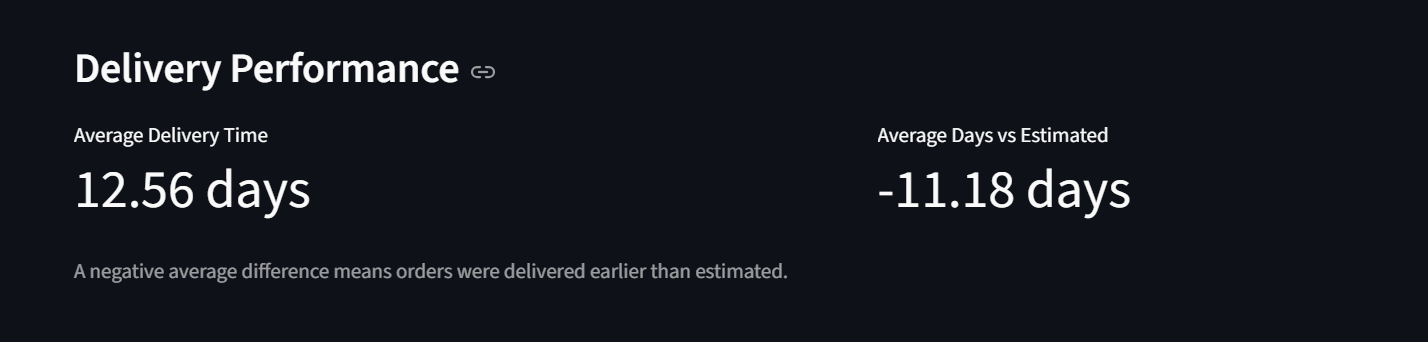 Delivery Performance
Average Delivery Time
12.56 days
Average Days vs Estimated
-11.18 days
A negative average difference means orders were delivered earlier than estimated.